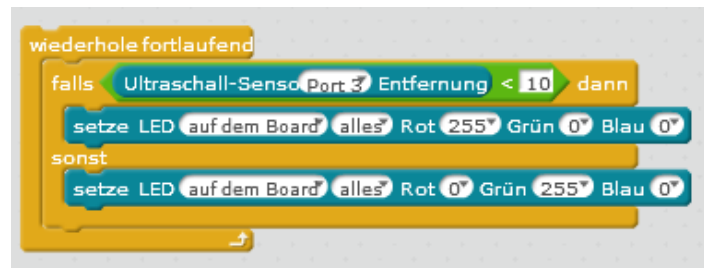 wiederhole fortlaufend
falls Ultraschall-Senso Port 3 Entfernung < 10 dann
setze LED auf dem Board alles Rot 255 Grün 0 Blau 0
sonst
setze LED auf dem Board alles Rot 0 Grün 255 Blau 0